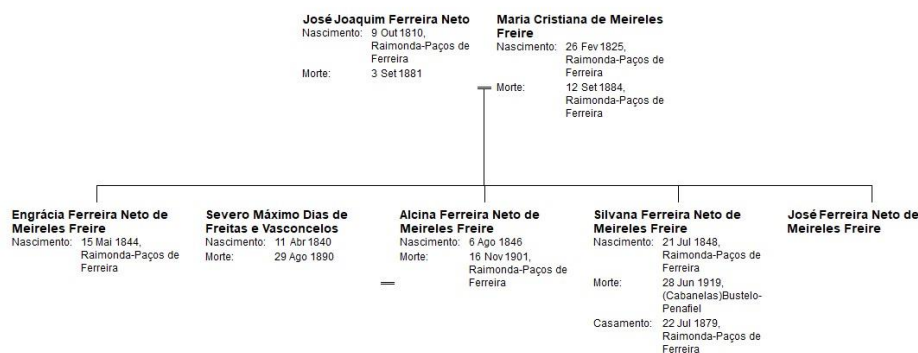 José Joaquim Ferreira Neto
Nascimento: 9 Out 1810,
Raimonda-Paços de
Ferreira
Morte: 3 Set 1881
Maria Cristiana de Meireles
Freire
Nascimento: 26 Fev 1825,
Raimonda-Paços de
Ferreira
Morte: 12 Set 1884,
Raimonda-Paços de
Ferreira
Engrácia Ferreira Neto de
Meireles Freire
Nascimento: 15 Mai 1844,
Raimonda-Paços de
Ferreira
Severo Máximo Dias de
Freitas e Vasconcelos
Nascimento: 11 Abr 1840
Morte: 29 Ago 1890
Alcina Ferreira Neto de
Meireles Freire
Nascimento: 6 Ago 1846
Morte: 16 Nov 1901,
Raimonda-Paços de
Ferreira
Silvana Ferreira Neto de
Meireles Freire
Nascimento: 21 Jul 1848,
Raimonda-Paços de
Ferreira
Morte: 28 Jun 1919,
(Cabanelas)Bustelo-
Penafiel
Casamento: 22 Jul 1879,
Raimonda-Paços de
Ferreira
José Ferreira Neto de
Meireles Freire